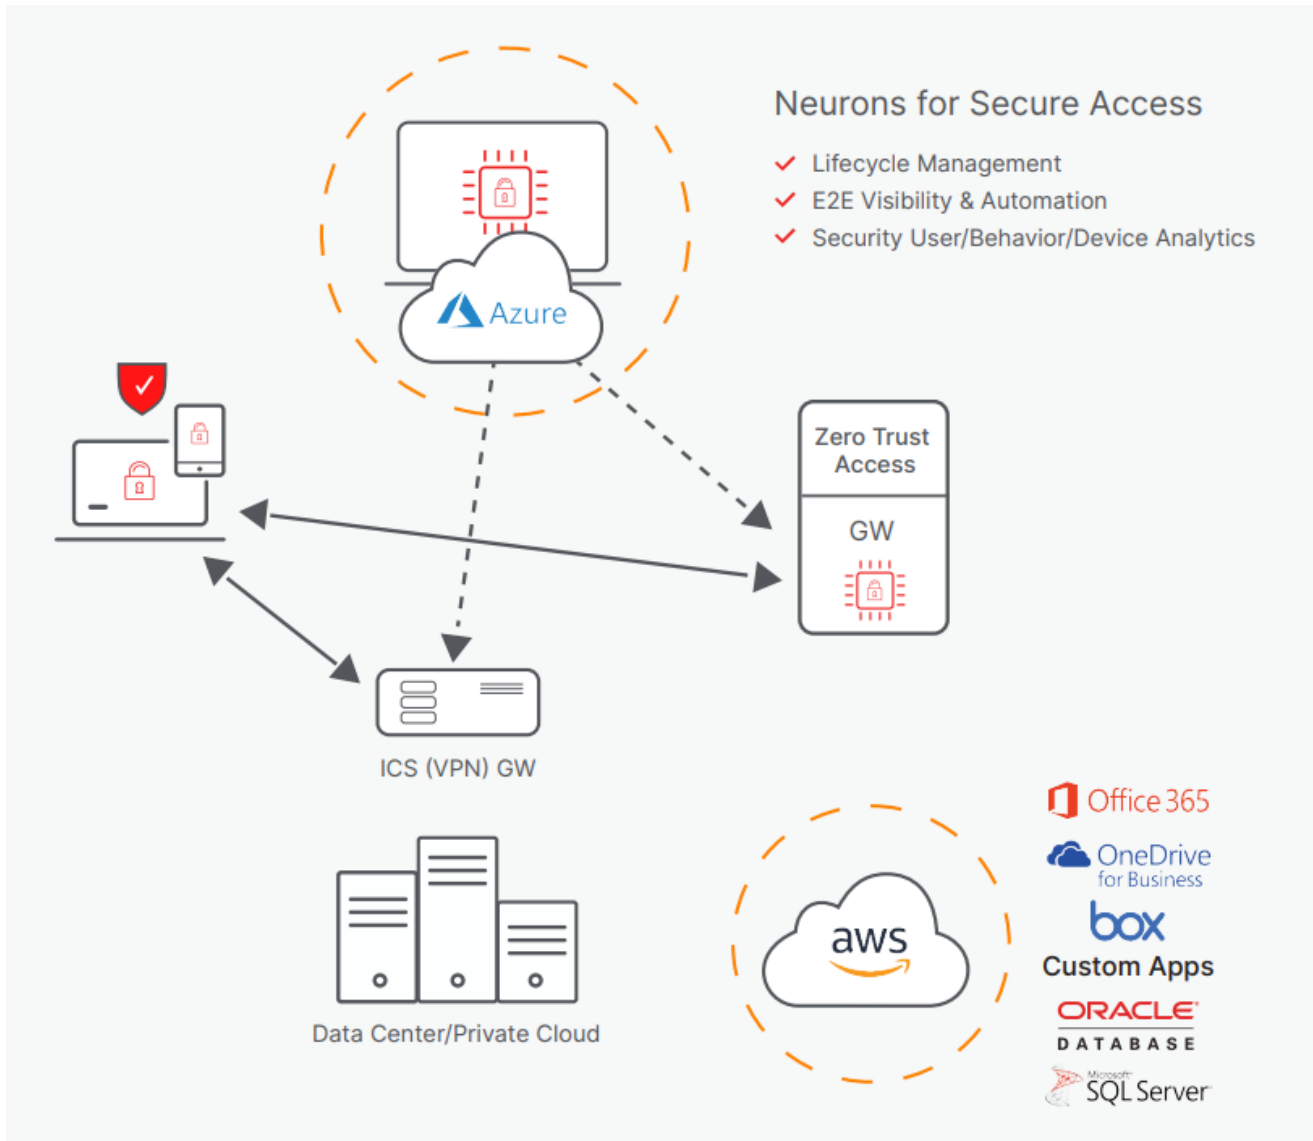 Neurons for Secure Access
Lifecycle Management
E2E Visibility & Automation
Security User/Behavior/Device Analytics
Azure
Zero Trust
Access
GW
ICS (VPN) GW
Data Center/Private Cloud
aws
Office 365
OneDrive
for Business
box
Custom Apps
ORACLE
DATABASE
Microsoft
SQL Server